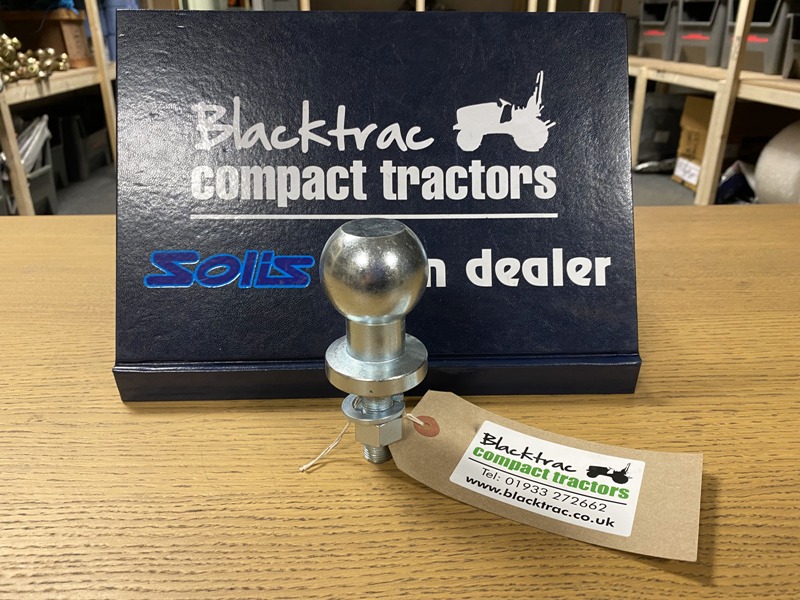 Blacktrac
compact tractors
Solis dealer
Blacktrac
compact tractors
Tel: 01933 272662
www.blacktrac.co.uk